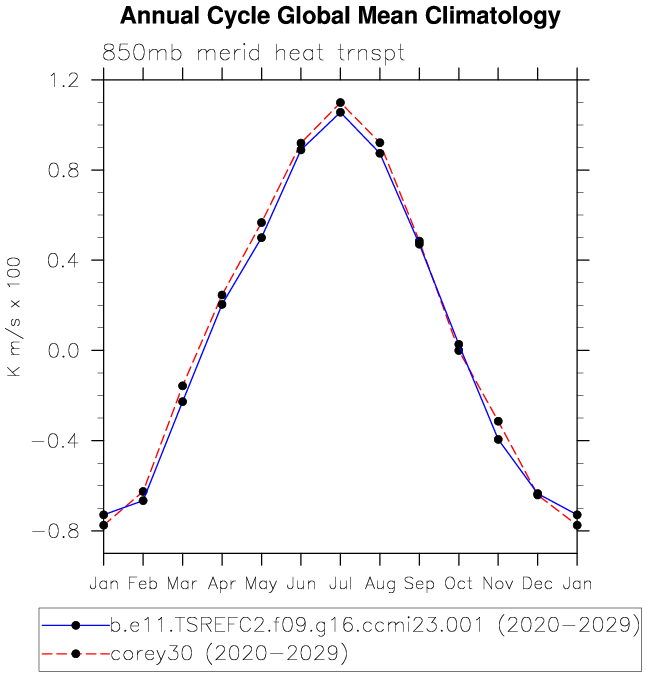 Annual Cycle Global Mean Climatology
850mb merid heat trnspt
1.2
0.8
0.4
0.0
−0.4
−0.8
K m/s x 100
Jan Feb Mar Apr May Jun Jul Aug Sep Oct Nov Dec Jan
b.e11.TSREFC2.f09.g16.ccmi23.001 (2020−2029)
corey30 (2020−2029)